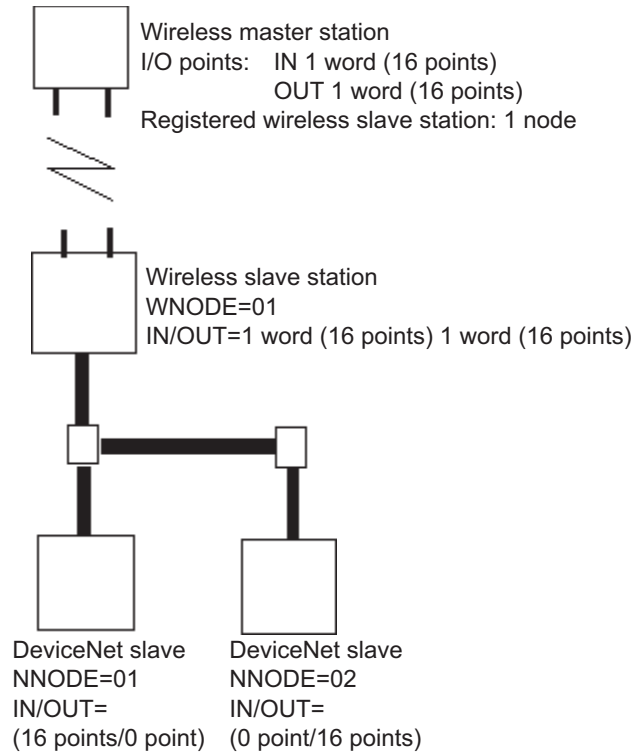 Wireless master station
I/O points: IN 1 word (16 points)
OUT 1 word (16 points)
Registered wireless slave station: 1 node
Wireless slave station
WNODE=01
IN/OUT=1 word (16 points) 1 word (16 points)
DeviceNet slave
NNODE=01
IN/OUT=
(16 points/0 point)
DeviceNet slave
NNODE=02
IN/OUT=
(0 point/16 points)